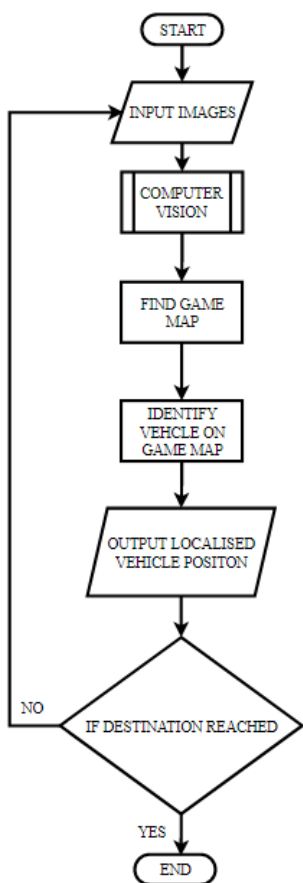 START
INPUT IMAGES
COMPUTER
VISION
FIND GAME
MAP
IDENTIFY
VEHCLE ON
GAME MAP
OUTPUT LOCALISED
VEHICLE POSITON
IF DESTINATION REACHED
NO
YES
END